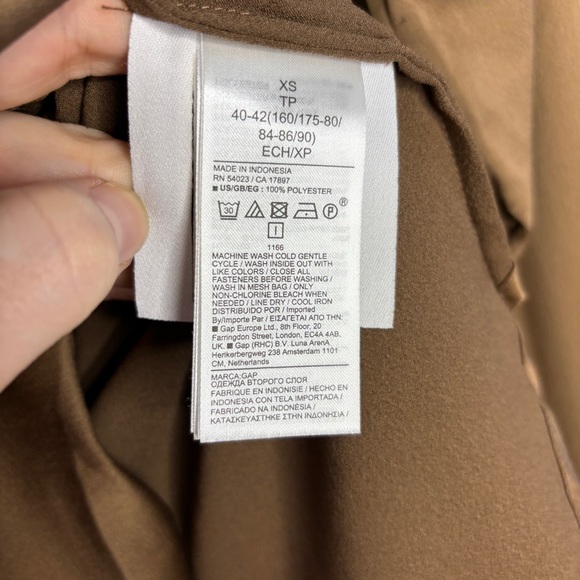 XS
TP
40-42(160/175-80/
84-86/90)
ECH/XP
MADE IN INDONESIA
RN 54023 / CA 17897
■ US/GB/EG : 100% POLYESTER
30 P ®
1166
MACHINE WASH COLD GENTLE
CYCLE / WASH INSIDE OUT WITH
LIKE COLORS / CLOSE ALL
FASTENERS BEFORE WASHING /
WASH IN MESH BAG / ONLY
NON-CHLORINE BLEACH WHEN
NEEDED / LINE DRY / COOL IRON
DISTRIBUIDO POR / Imported
By/Importe Par / ΕΙΣΑΓΕΤΑΙ ΑΠΟ ΤΗΝ:
■ Gap Europe Ltd., 8th Floor, 20
Farringdon Street, London, EC4A 4AB,
UK. ■ Gap (RHC) B.V. Luna ArenA,
Herikerbergweg 238 Amsterdam 1101
CM, Netherlands
МАРСА:GAP
ОДЕЖДА ВТОРОГО СЛОЯ
FABRIQUE EN INDONISIE / HECHO EN
INDONESIA CON TELA IMPORTADA /
FABRICADO NA INDONÉSIA /
ΚΑΤΑΣΚΕΥΑΣΤΗΚΕ ΣΤΗΝ ΙΝΔΟΝΗΣΙΑ /